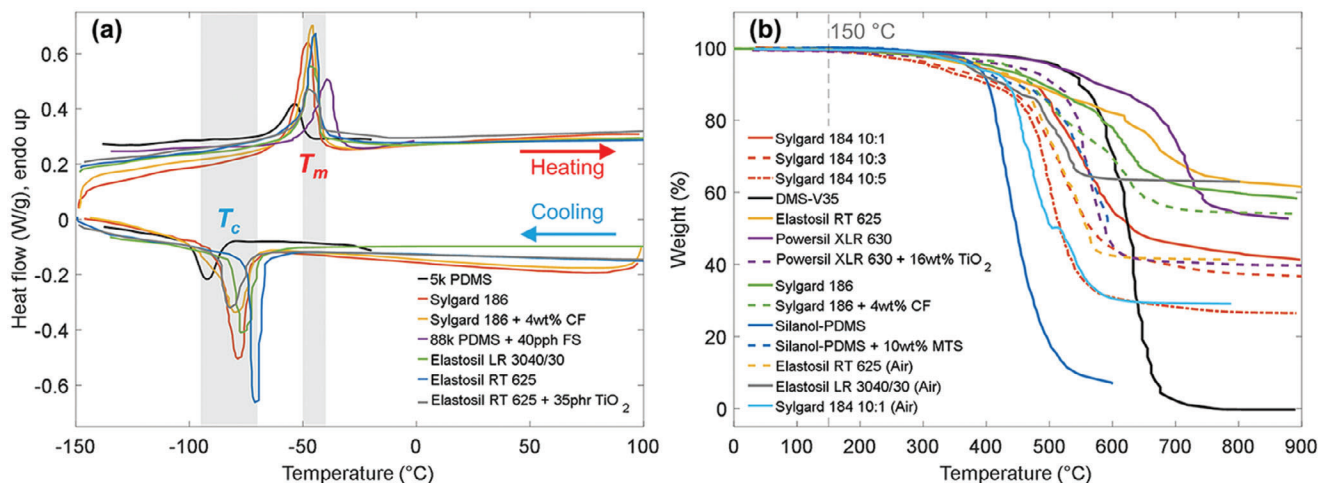 (a)
Heat flow (W/g), endo up
0.6
0.4
0.2
0
-0.2
-0.4
-0.6
-150
-100
-50
0
50
100
Temperature (°C)
Tm
Heating
Tc
Cooling
5k PDMS
Sylgard 186
Sylgard 186 + 4wt% CF
88k PDMS + 40pph FS
Elastosil LR 3040/30
Elastosil RT 625
Elastosil RT 625 + 35phr TiO2
(b)
150 °C
Weight (%)
100
80
60
40
20
0
0
100
200
300
400
500
600
700
800
900
Temperature (°C)
Sylgard 184 10:1
Sylgard 184 10:3
Sylgard 184 10:5
DMS-V35
Elastosil RT 625
Powersil XLR 630
Powersil XLR 630 + 16wt% TiO2
Sylgard 186
Sylgard 186 + 4wt% CF
Silanol-PDMS
Silanol-PDMS + 10wt% MTS
Elastosil RT 625 (Air)
Elastosil LR 3040/30 (Air)
Sylgard 184 10:1 (Air)